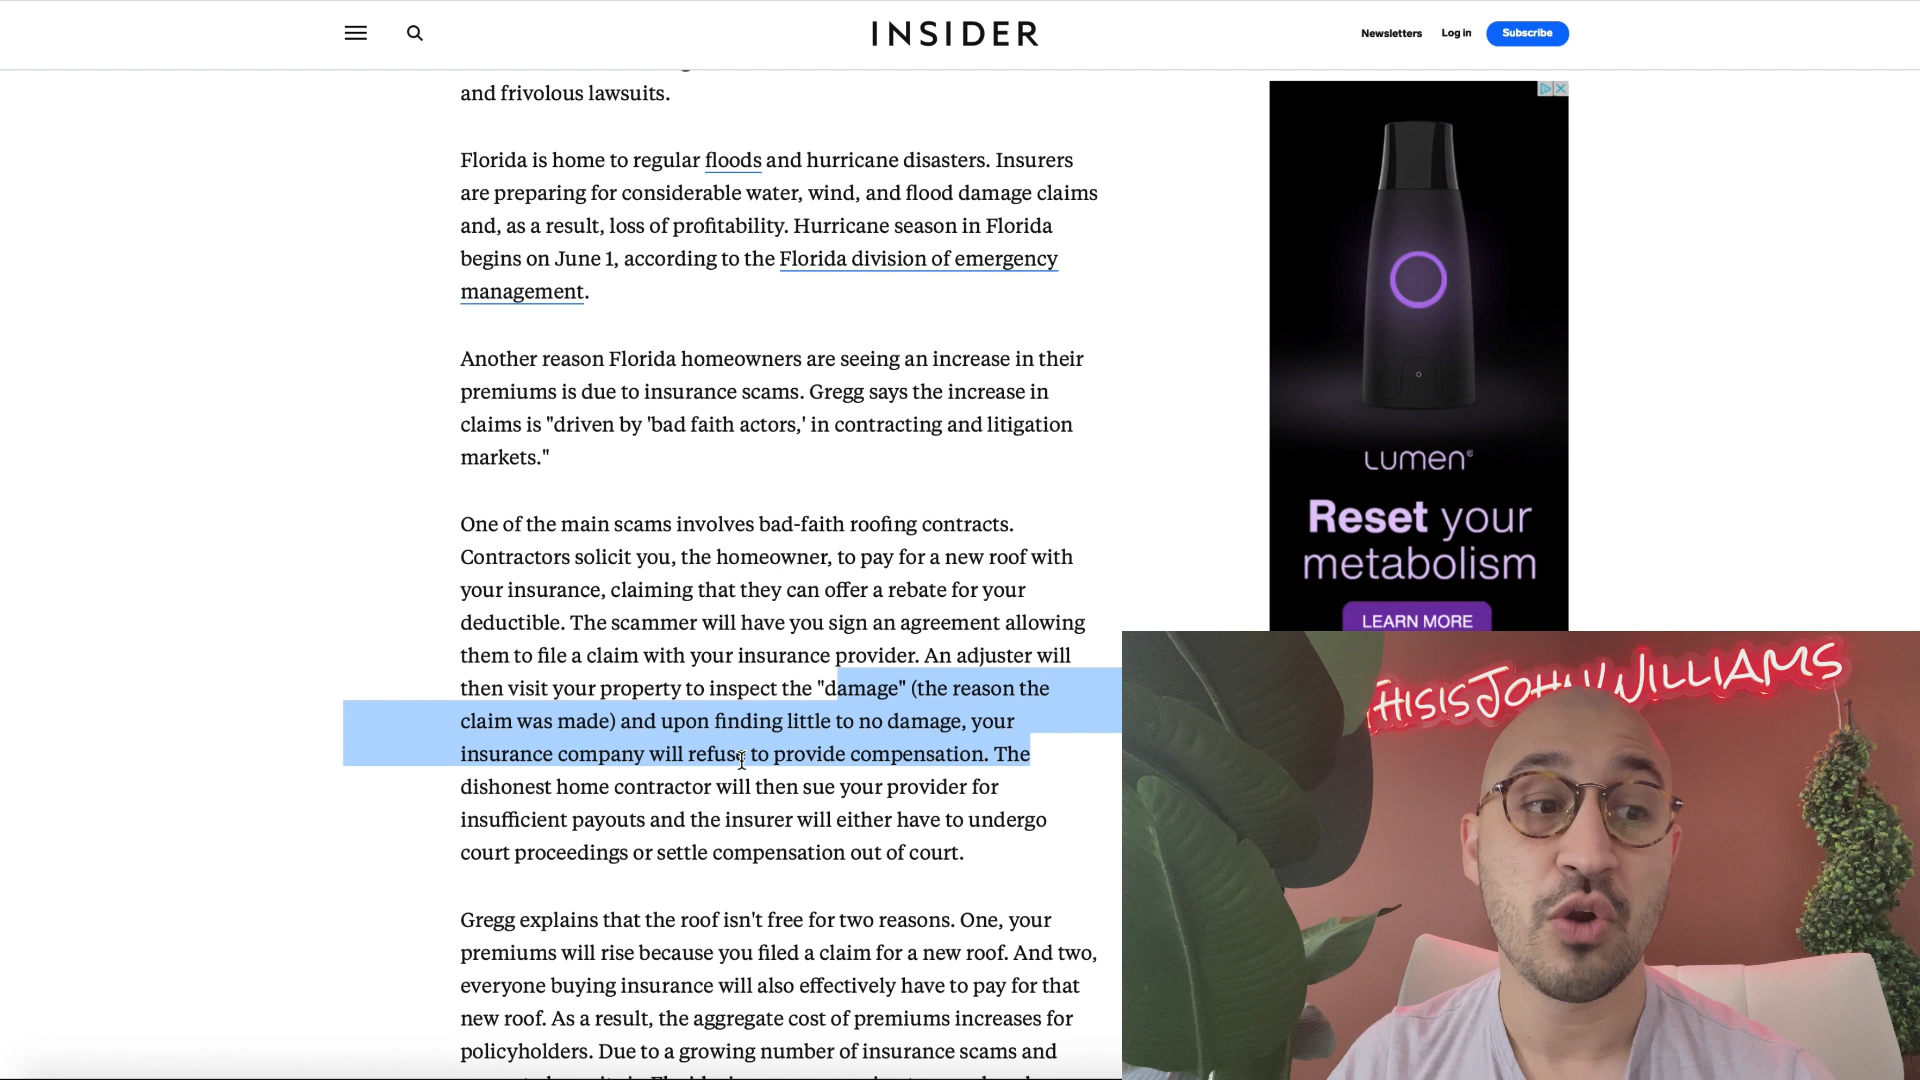 INSIDER
Newsletters
Log in
Subscribe
and frivolous lawsuits.
Florida is home to regular floods and hurricane disasters. Insurers
are preparing for considerable water, wind, and flood damage claims
and, as a result, loss of profitability. Hurricane season in Florida
begins on June 1, according to the Florida division of emergency
management.
Another reason Florida homeowners are seeing an increase in their
premiums is due to insurance scams. Gregg says the increase in
claims is "driven by 'bad faith actors,' in contracting and litigation
markets."
One of the main scams involves bad-faith roofing contracts.
Contractors solicit you, the homeowner, to pay for a new roof with
your insurance, claiming that they can offer a rebate for your
deductible. The scammer will have you sign an agreement allowing
them to file a claim with your insurance provider. An adjuster will
then visit your property to inspect the "damage" (the reason the
claim was made) and upon finding little to no damage, your
insurance company will refuse to provide compensation. The
dishonest home contractor will then sue your provider for
insufficient payouts and the insurer will either have to undergo
court proceedings or settle compensation out of court.
Gregg explains that the roof isn't free for two reasons. One, your
premiums will rise because you filed a claim for a new roof. And two,
everyone buying insurance will also effectively have to pay for that
new roof. As a result, the aggregate cost of premiums increases for
policyholders. Due to a growing number of insurance scams and
LUMEN
Reset your
metabolism
LEARN MORE
THISISJOHNWILLIAMS